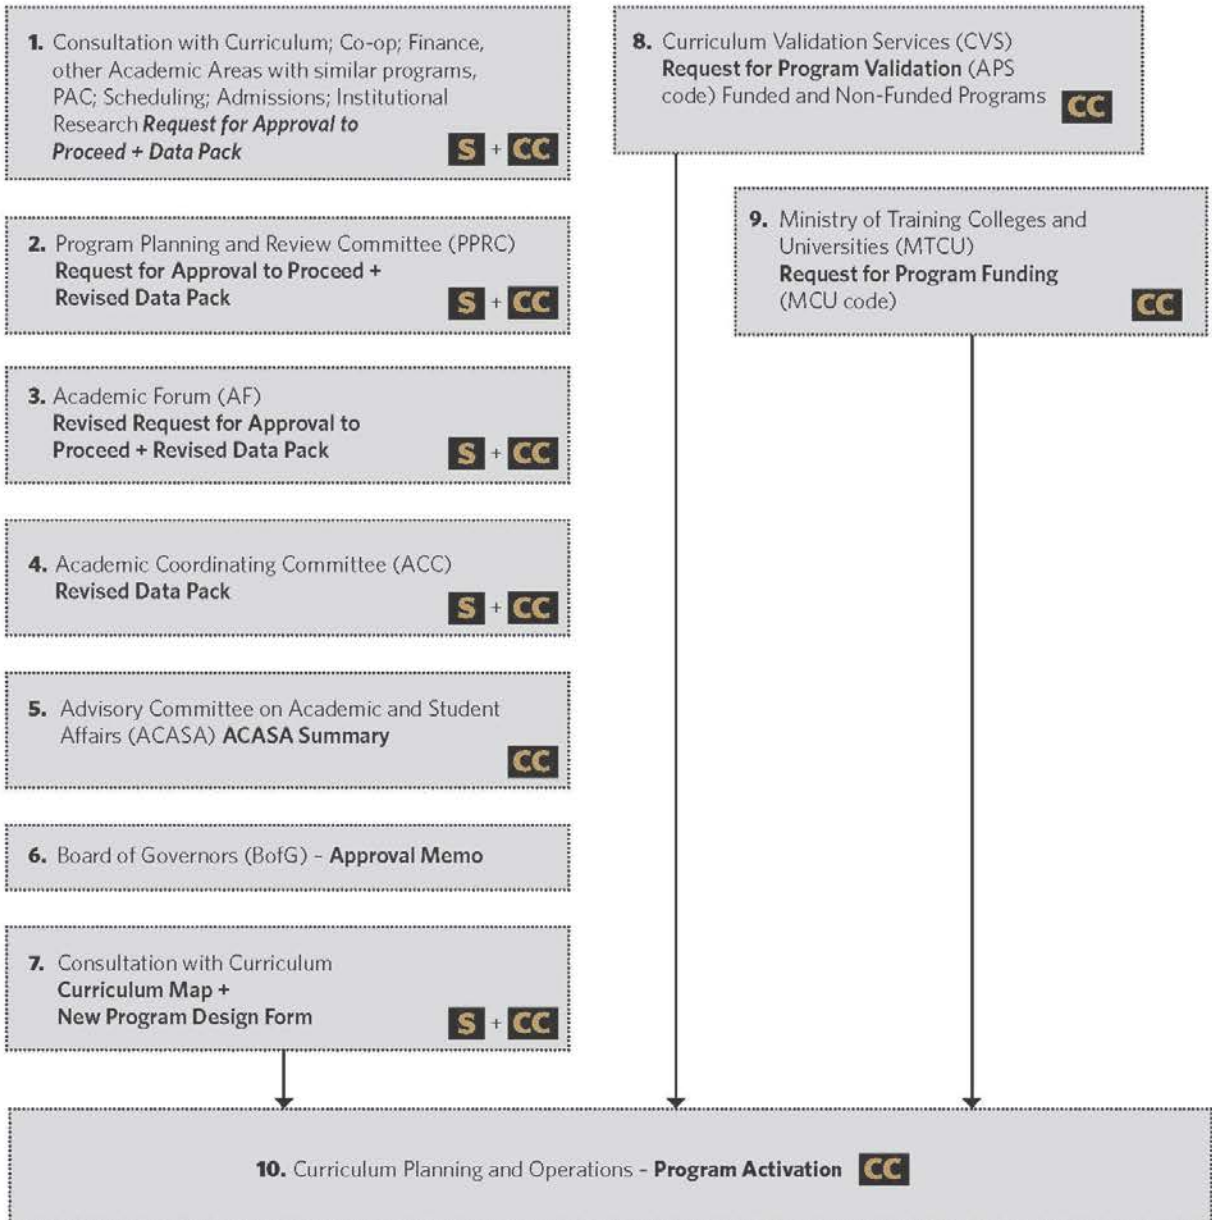 1. Consultation with Curriculum; Co-op; Finance,
other Academic Areas with similar programs,
PAC; Scheduling; Admissions; Institutional
Research Request for Approval to
Proceed + Data Pack
S + CC
2. Program Planning and Review Committee (PPRC)
Request for Approval to Proceed +
Revised Data Pack
S + CC
3. Academic Forum (AF)
Revised Request for Approval to
Proceed + Revised Data Pack
S + CC
4. Academic Coordinating Committee (ACC)
Revised Data Pack
S + CC
5. Advisory Committee on Academic and Student
Affairs (ACASA) ACASA Summary
CC
6. Board of Governors (BofG) – Approval Memo
7. Consultation with Curriculum
Curriculum Map +
New Program Design Form
S + CC
8. Curriculum Validation Services (CVS)
Request for Program Validation (APS
code) Funded and Non-Funded Programs
CC
9. Ministry of Training Colleges and
Universities (MTCU)
Request for Program Funding
(MCU code)
CC
10. Curriculum Planning and Operations - Program Activation CC